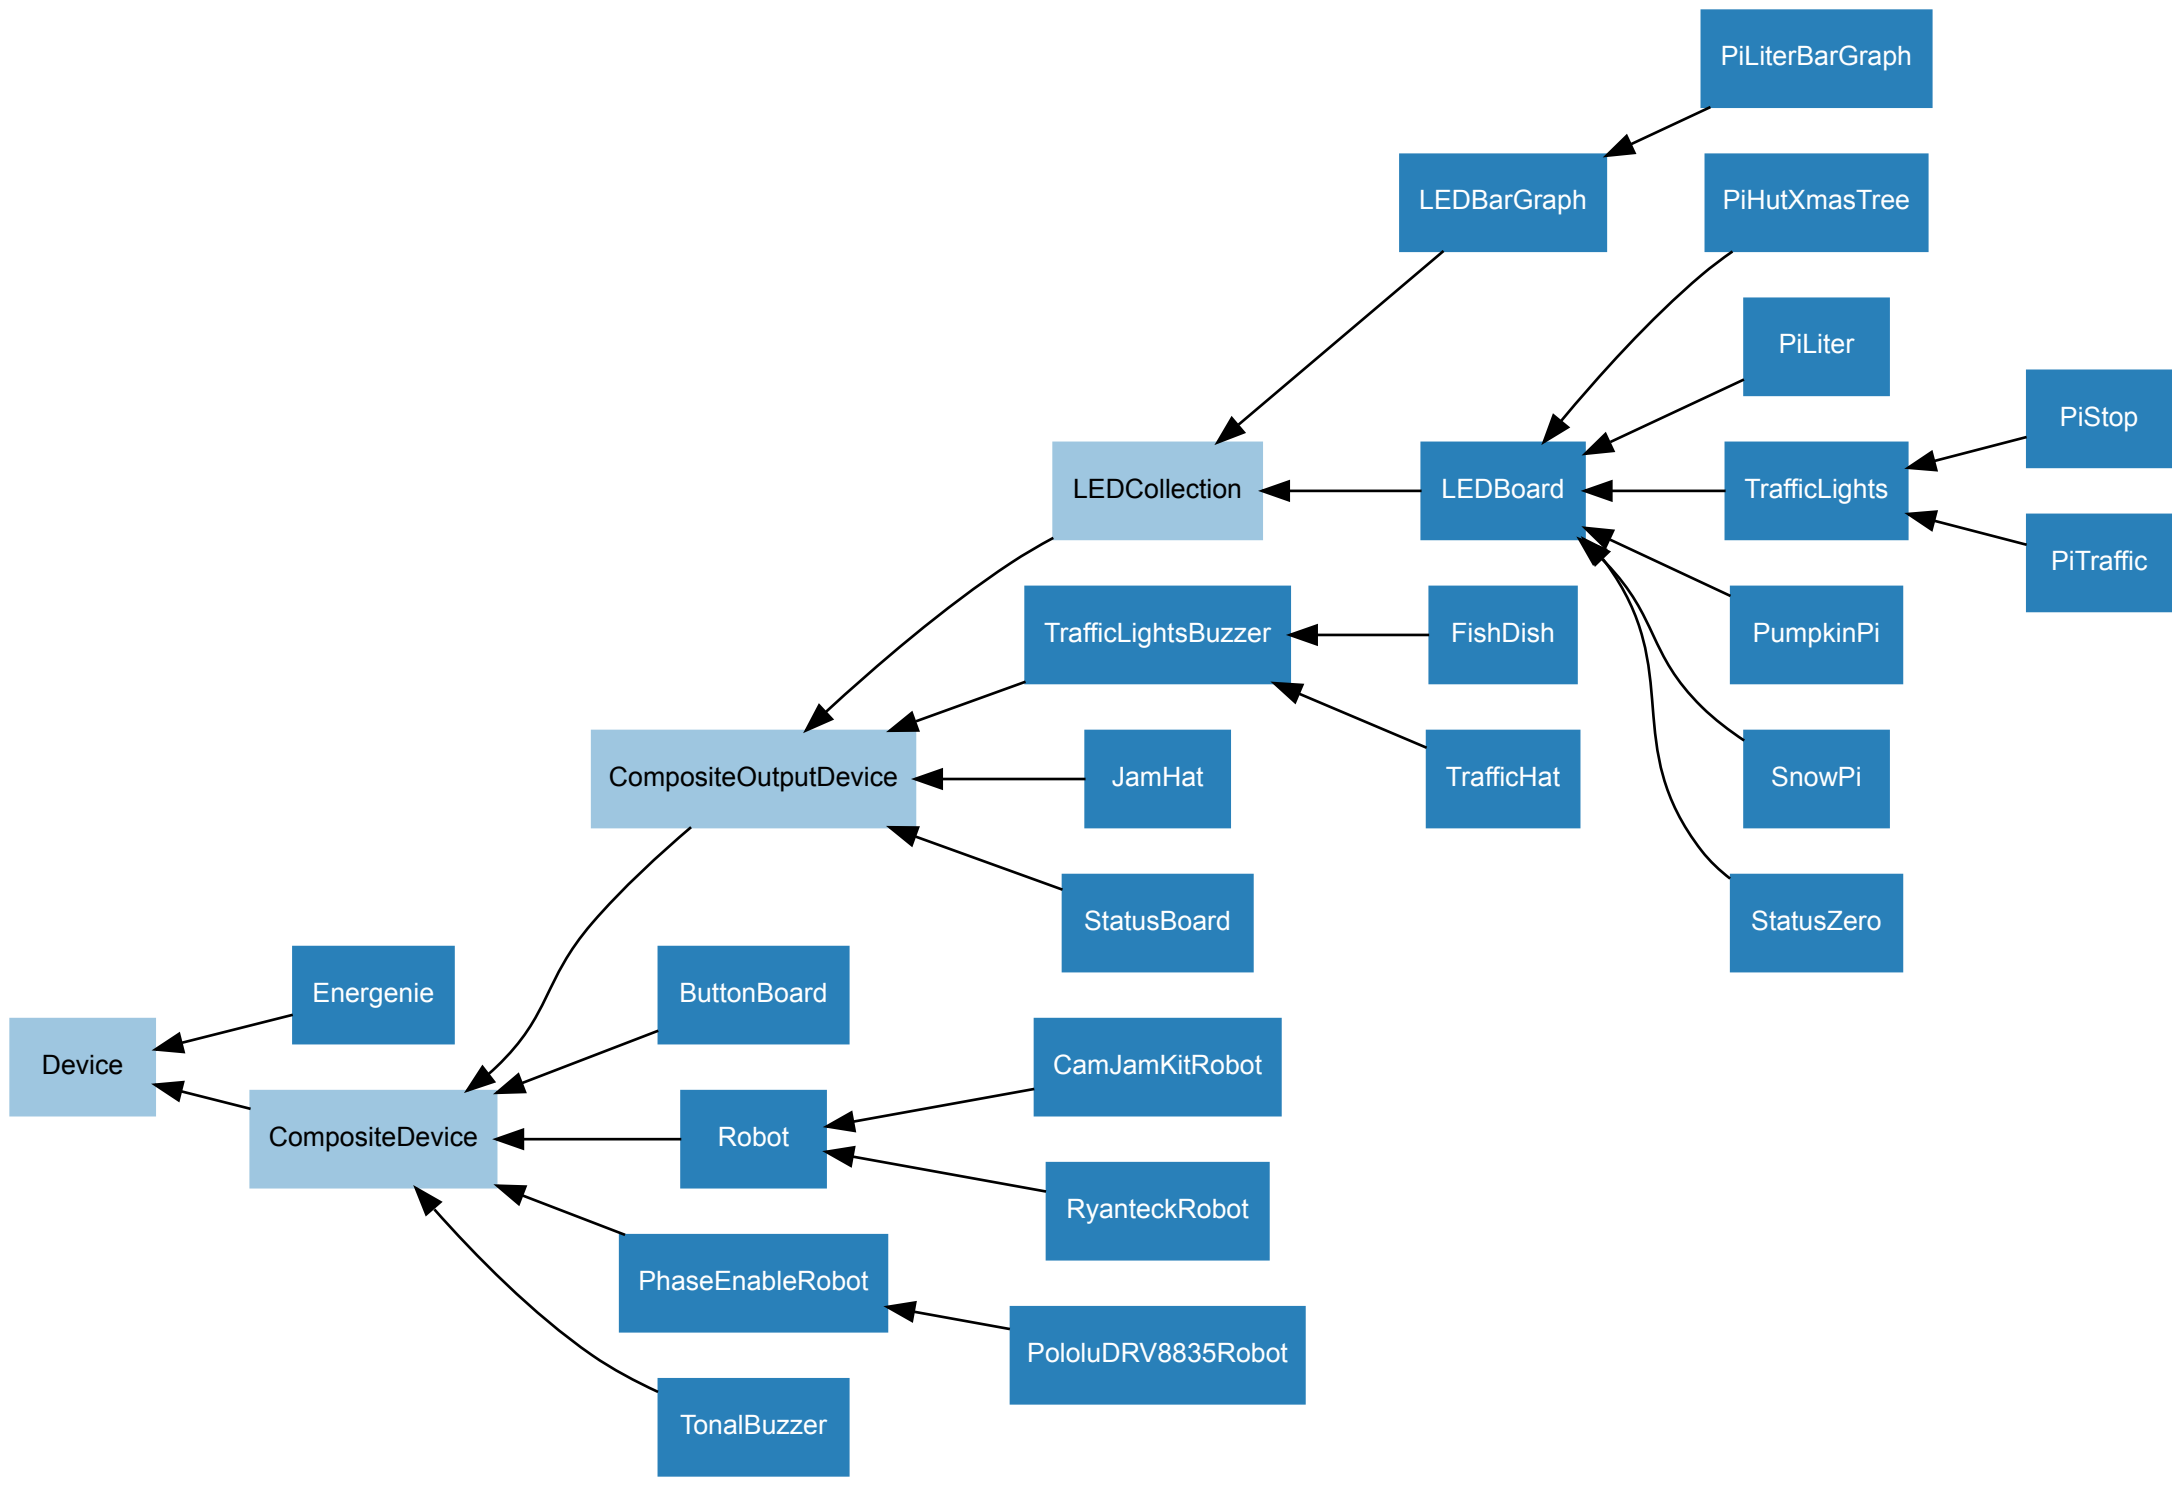 PiLiterBarGraph
LEDBarGraph
PiHutXmasTree
PiLiter
PiStop
LEDCollection
LEDBoard
TrafficLights
PiTraffic
TrafficLightsBuzzer
FishDish
PumpkinPi
CompositeOutputDevice
JamHat
TrafficHat
SnowPi
StatusBoard
StatusZero
Energenie
ButtonBoard
Device
CamJamKitRobot
CompositeDevice
Robot
RyanteckRobot
PhaseEnableRobot
PololuDRV8835Robot
TonalBuzzer